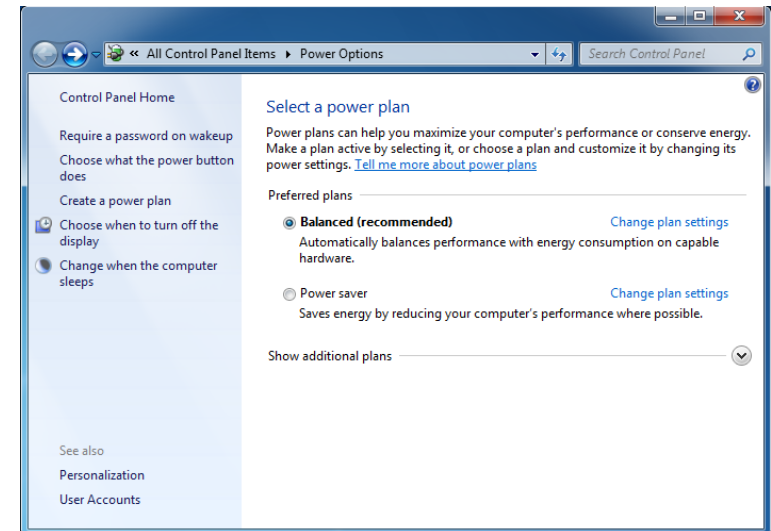 « All Control Panel Items ▸ Power Options
Search Control Panel
Control Panel Home
Require a password on wakeup
Choose what the power button
does
Create a power plan
Choose when to turn off the
display
Change when the computer
sleeps
See also
Personalization
User Accounts
Select a power plan
Power plans can help you maximize your computer's performance or conserve energy.
Make a plan active by selecting it, or choose a plan and customize it by changing its
power settings. Tell me more about power plans
Preferred plans
Balanced (recommended) Change plan settings
Automatically balances performance with energy consumption on capable
hardware.
Power saver Change plan settings
Saves energy by reducing your computer's performance where possible.
Show additional plans